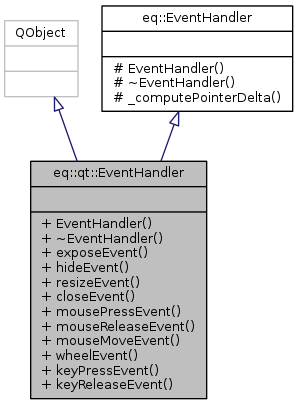 QObject
eq::EventHandler
# EventHandler()
# ~EventHandler()
# _computePointerDelta()
eq::qt::EventHandler
+ EventHandler()
+ ~EventHandler()
+ exposeEvent()
+ hideEvent()
+ resizeEvent()
+ closeEvent()
+ mousePressEvent()
+ mouseReleaseEvent()
+ mouseMoveEvent()
+ wheelEvent()
+ keyPressEvent()
+ keyReleaseEvent()